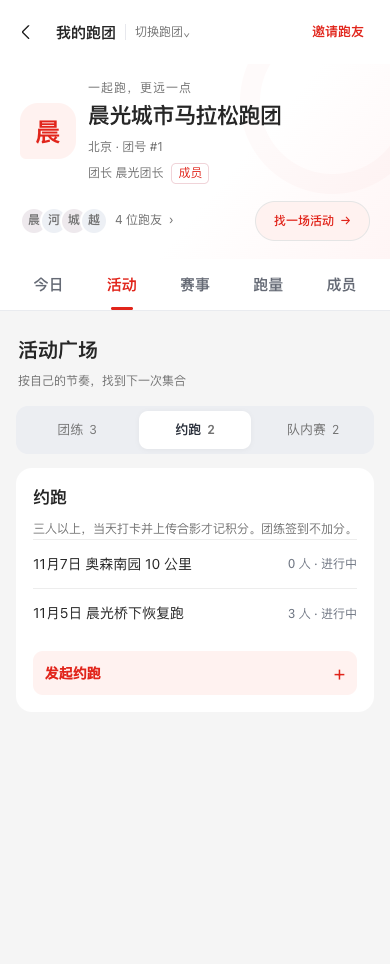 我的跑团 切换跑团⌄ 邀请跑友
一起跑，更远一点
晨
晨光城市马拉松跑团
北京 · 团号 #1
团长 晨光团长 成员
晨 河 城 越 4 位跑友 › 找一场活动 →
今日 活动 赛事 跑量 成员
活动广场
按自己的节奏，找到下一次集合
团练 3 约跑 2 队内赛 2
约跑
三人以上，当天打卡并上传合影才记积分。团练签到不加分。
11月7日 奥森南园 10 公里 0 人 · 进行中
11月5日 晨光桥下恢复跑 3 人 · 进行中
发起约跑 +